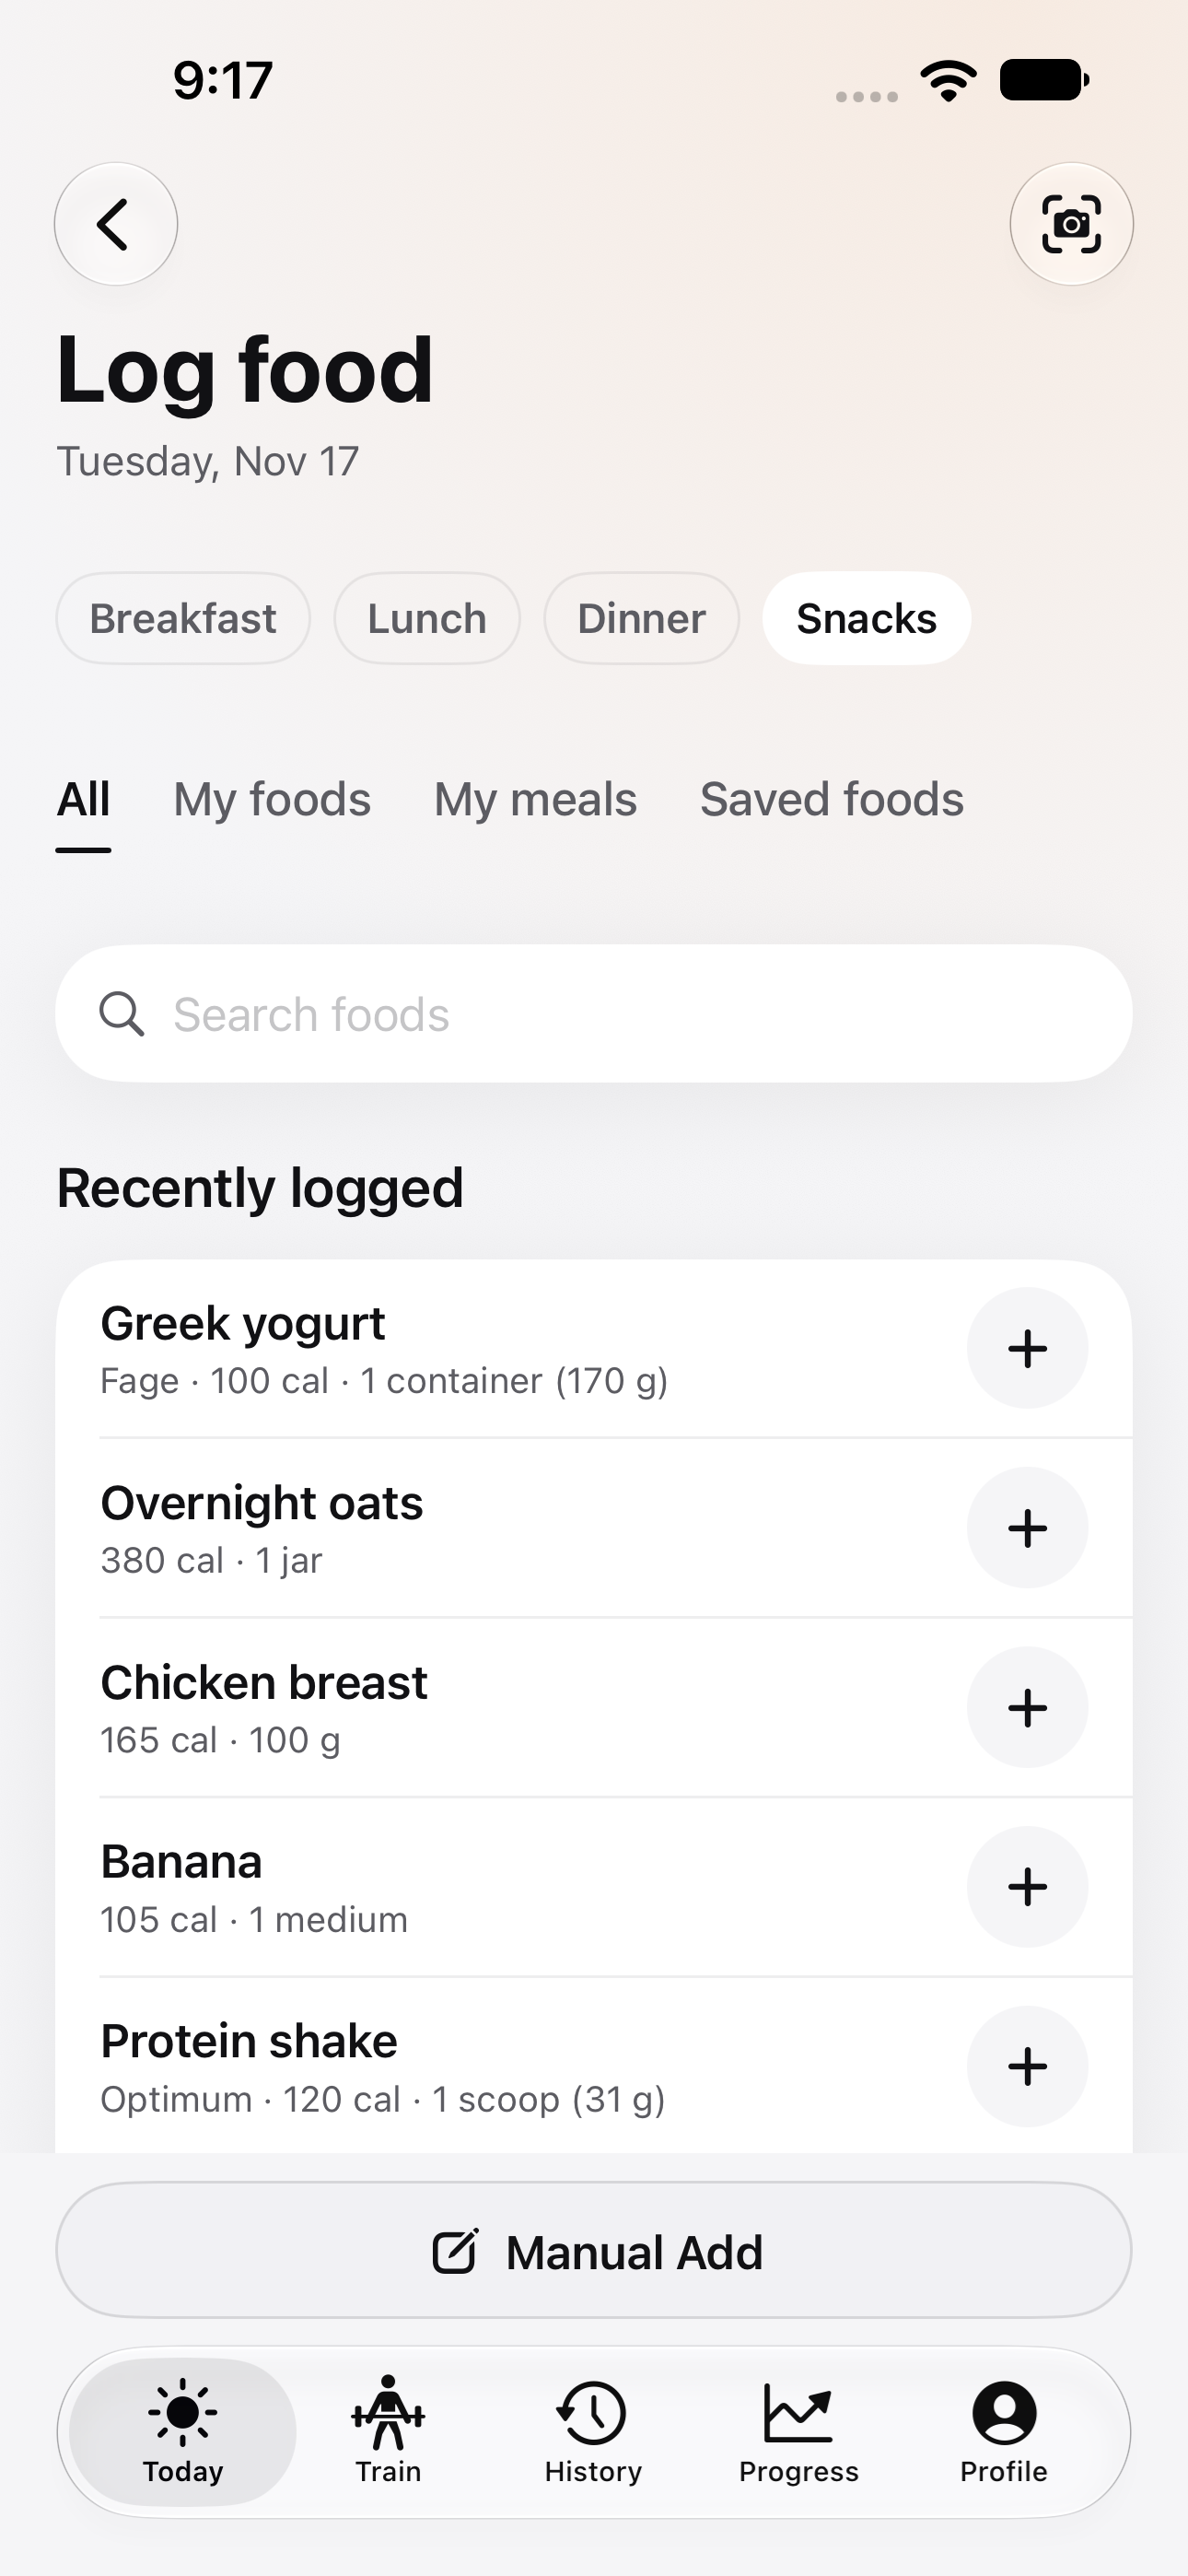 9:17
Log food
Tuesday, Nov 17
Breakfast Lunch Dinner Snacks
All My foods My meals Saved foods
Search foods
Recently logged
Greek yogurt
Fage · 100 cal · 1 container (170 g)
Overnight oats
380 cal · 1 jar
Chicken breast
165 cal · 100 g
Banana
105 cal · 1 medium
Protein shake
Optimum · 120 cal · 1 scoop (31 g)
Manual Add
Today Train History Progress Profile